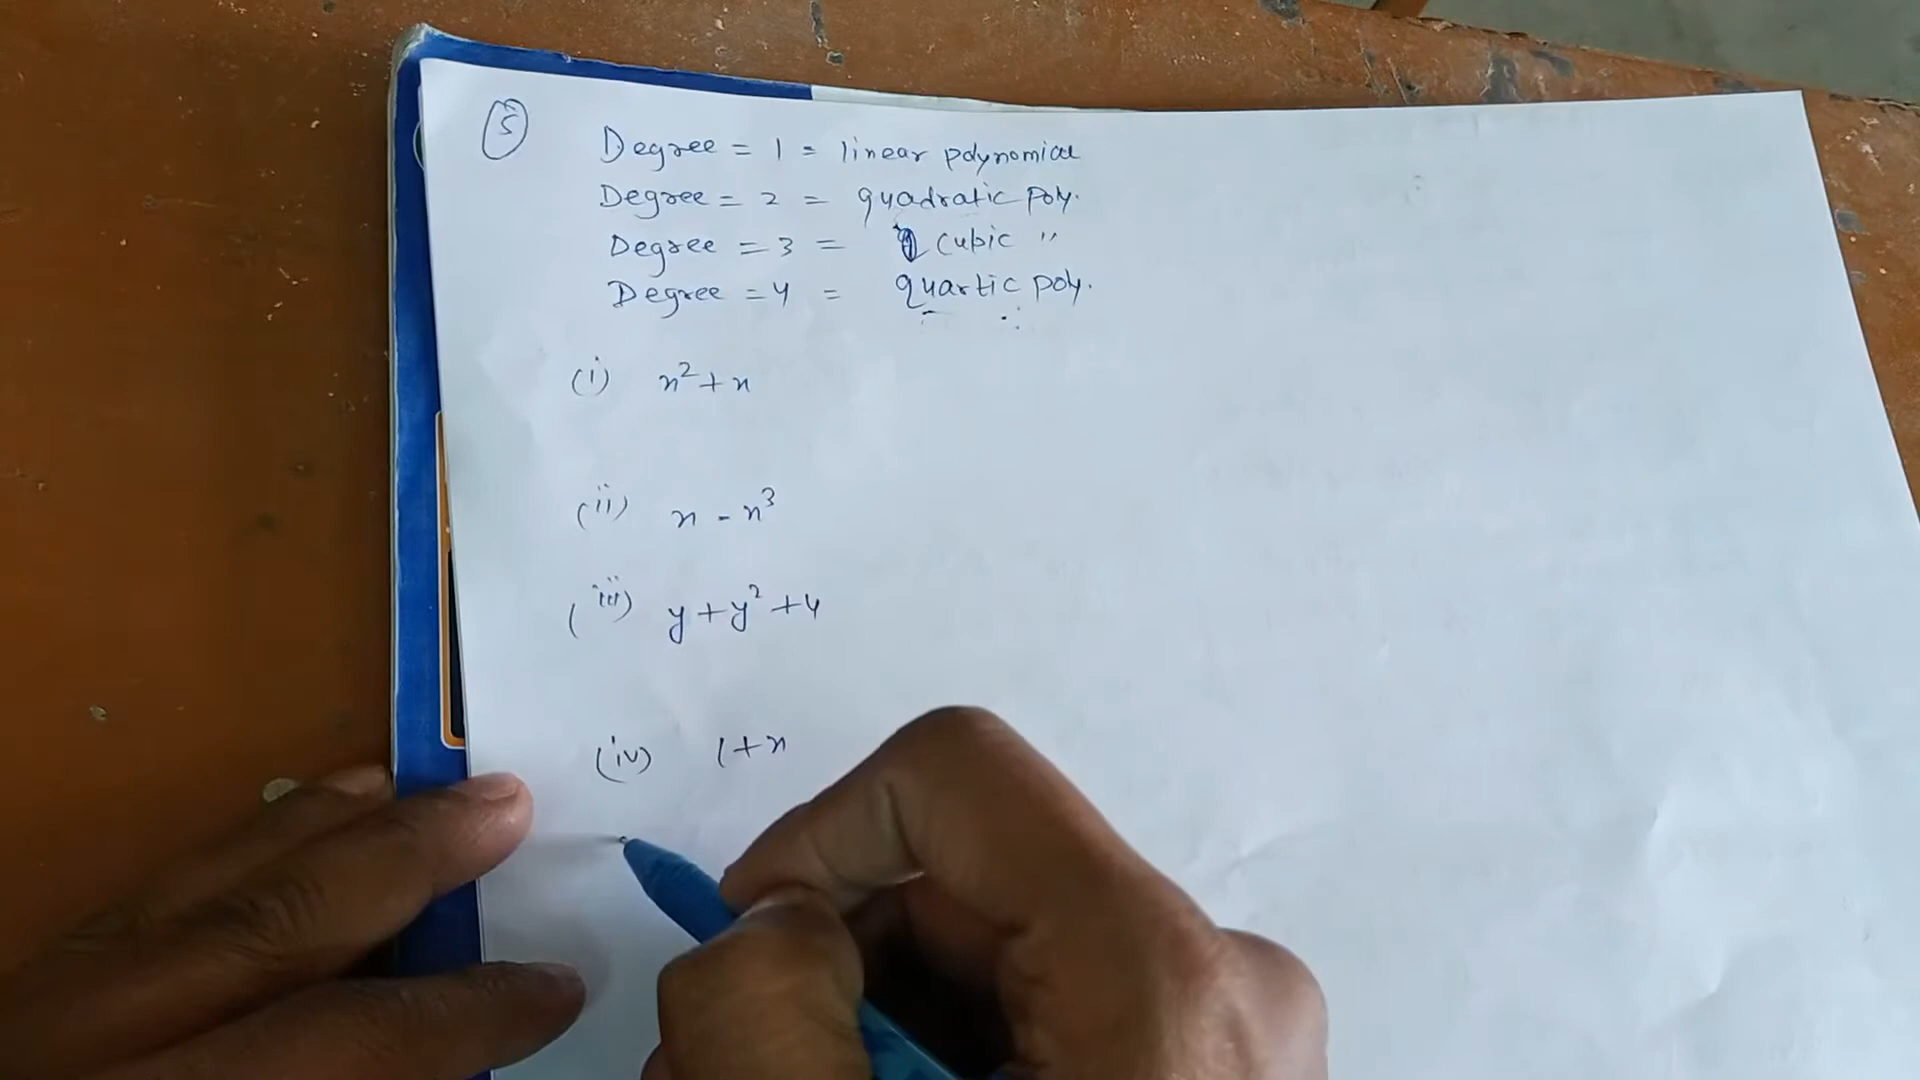 5
Degree = 1 = linear polynomial
Degree = 2 = quadratic poly.
Degree = 3 = cubic "
Degree = 4 = quartic poly.
(i) x² + x
(ii) x - x³
(iii) y + y² + 4
(iv) 1 + x